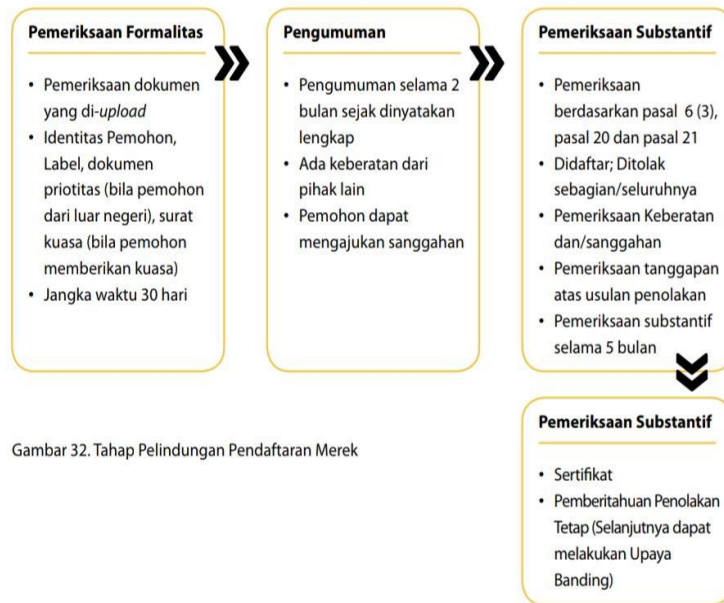 Pemeriksaan Formalitas
• Pemeriksaan dokumen
yang di-upload
• Identitas Pemohon,
Label, dokumen
priotitas (bila pemohon
dari luar negeri), surat
kuasa (bila pemohon
memberikan kuasa)
• Jangka waktu 30 hari
Pengumuman
• Pengumuman selama 2
bulan sejak dinyatakan
lengkap
• Ada keberatan dari
pihak lain
• Pemohon dapat
mengajukan sanggahan
Pemeriksaan Substantif
• Pemeriksaan
berdasarkan pasal 6 (3),
pasal 20 dan pasal 21
• Didaftar; Ditolak
sebagian/seluruhnya
• Pemeriksaan Keberatan
dan/sanggahan
• Pemeriksaan tanggapan
atas usulan penolakan
• Pemeriksaan substantif
selama 5 bulan
Pemeriksaan Substantif
• Sertifikat
• Pemberitahuan Penolakan
Tetap (Selanjutnya dapat
melakukan Upaya
Banding)
Gambar 32. Tahap Pelindungan Pendaftaran Merek